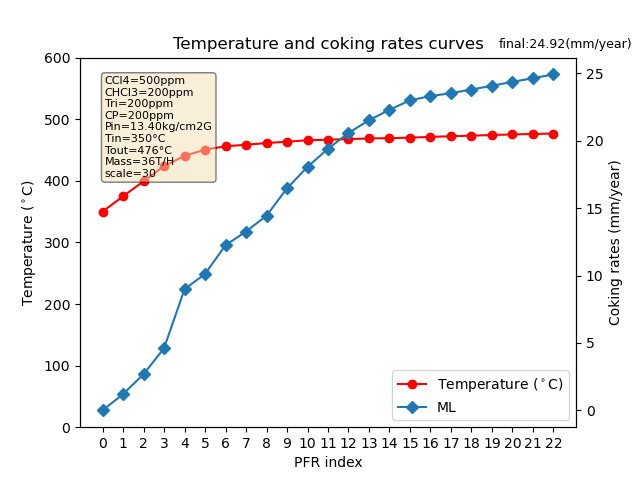 Temperature and coking rates curves
final:24.92(mm/year)
CCl4=500ppm
CHCl3=200ppm
Tri=200ppm
CP=200ppm
Pin=13.40kg/cm2G
Tin=350°C
Tout=476°C
Mass=36T/H
scale=30
600
500
400
300
200
100
0
Temperature (°C)
25
20
15
10
5
0
Coking rates (mm/year)
Temperature (°C)
ML
0 1 2 3 4 5 6 7 8 9 10 11 12 13 14 15 16 17 18 19 20 21 22
PFR index